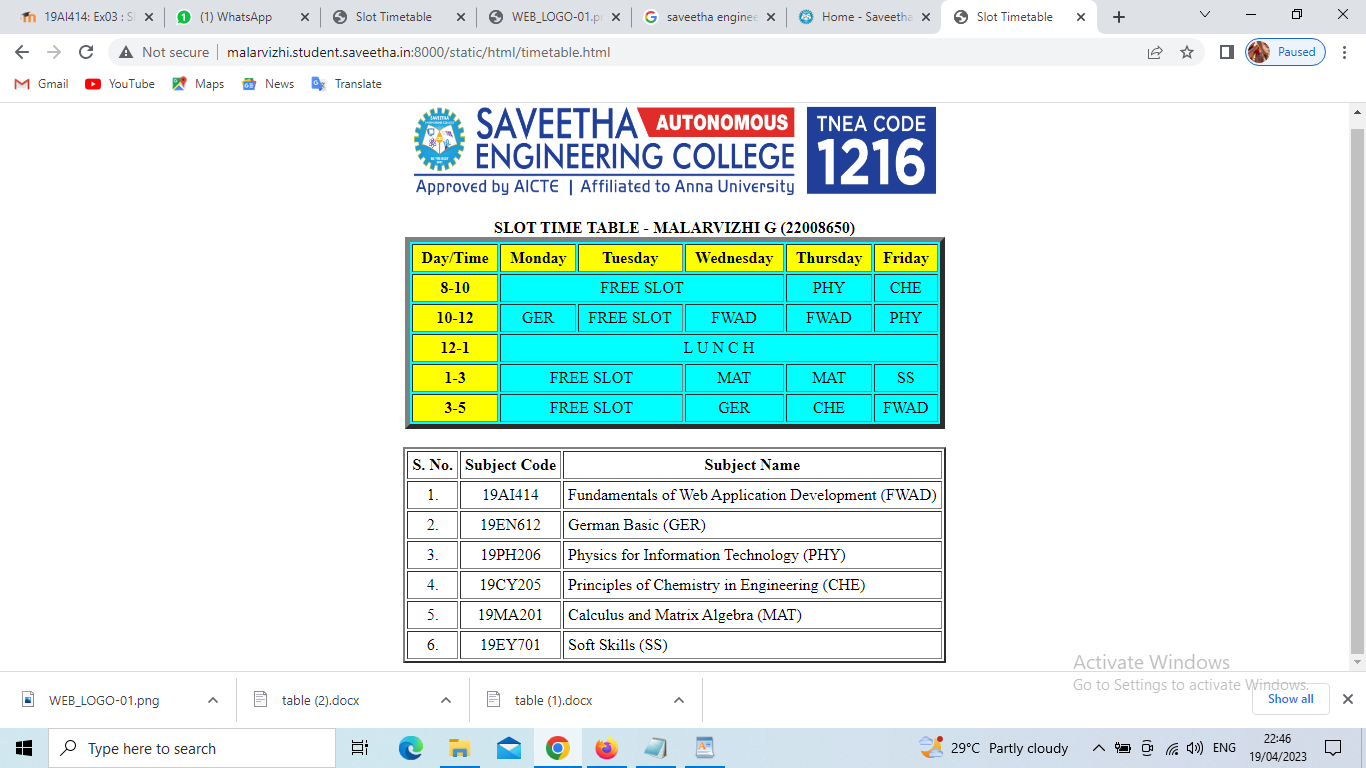 19AI414: Ex03 : S
(1) WhatsApp
Slot Timetable
WEB_LOGO-01.p
saveetha enginee
Home - Saveetha
Slot Timetable
Not secure malarvizhi.student.saveetha.in:8000/static/html/timetable.html
Paused
Gmail YouTube Maps News Translate
SAVEETHA AUTONOMOUS
ENGINEERING COLLEGE
Approved by AICTE | Affiliated to Anna University
TNEA CODE
1216
SLOT TIME TABLE - MALARVIZHI G (22008650)
Day/Time Monday Tuesday Wednesday Thursday Friday
8-10 FREE SLOT PHY CHE
10-12 GER FREE SLOT FWAD FWAD PHY
12-1 L U N C H
1-3 FREE SLOT MAT MAT SS
3-5 FREE SLOT GER CHE FWAD
S. No. Subject Code Subject Name
1. 19AI414 Fundamentals of Web Application Development (FWAD)
2. 19EN612 German Basic (GER)
3. 19PH206 Physics for Information Technology (PHY)
4. 19CY205 Principles of Chemistry in Engineering (CHE)
5. 19MA201 Calculus and Matrix Algebra (MAT)
6. 19EY701 Soft Skills (SS)
Activate Windows
Go to Settings to activate Windows.
WEB_LOGO-01.png table (2).docx table (1).docx Show all
Type here to search
29°C Partly cloudy
ENG
22:46
19/04/2023